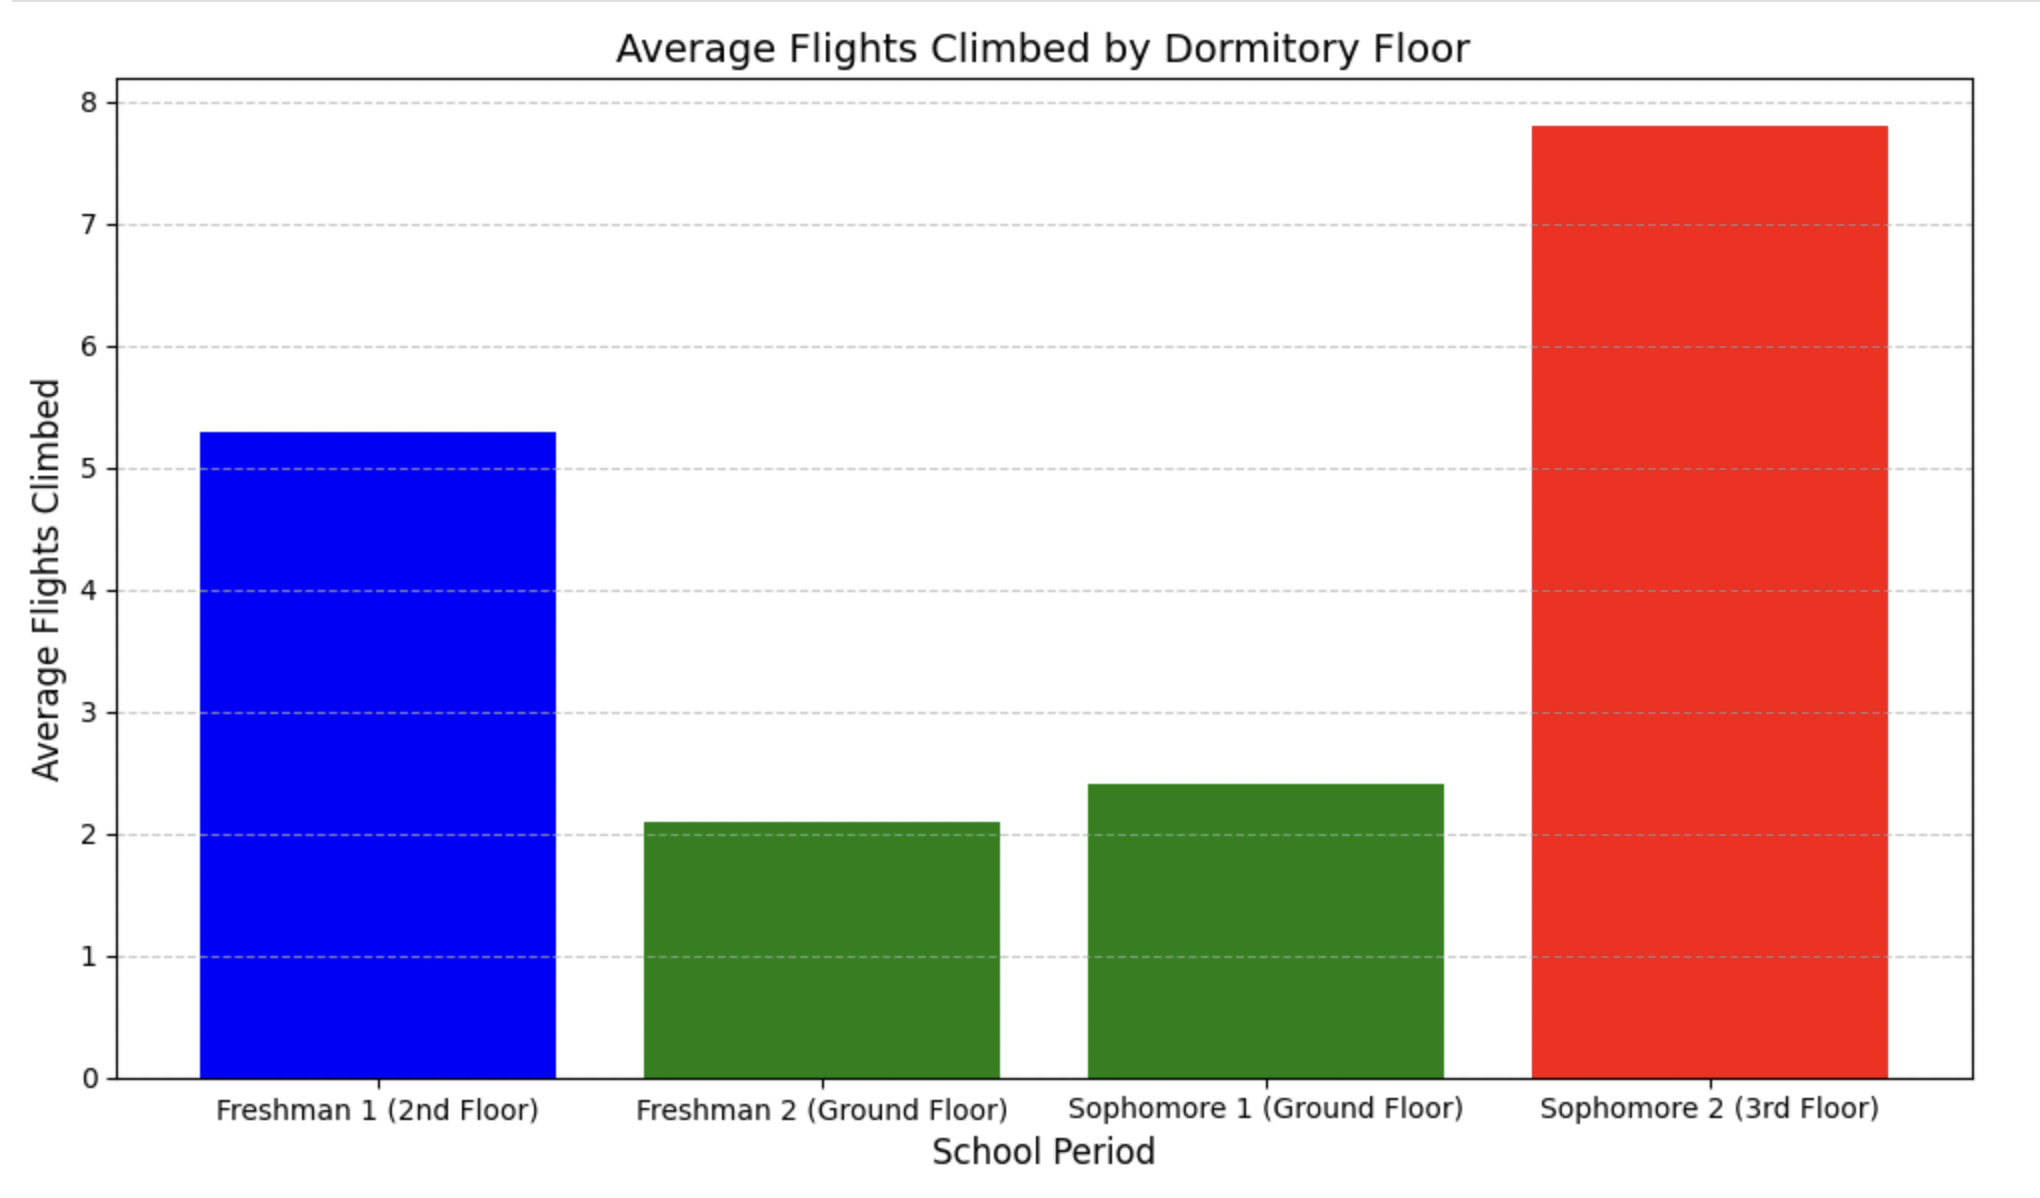 Average Flights Climbed by Dormitory Floor
Average Flights Climbed
8
7
6
5
4
3
2
1
0
Freshman 1 (2nd Floor)
Freshman 2 (Ground Floor)
Sophomore 1 (Ground Floor)
Sophomore 2 (3rd Floor)
School Period